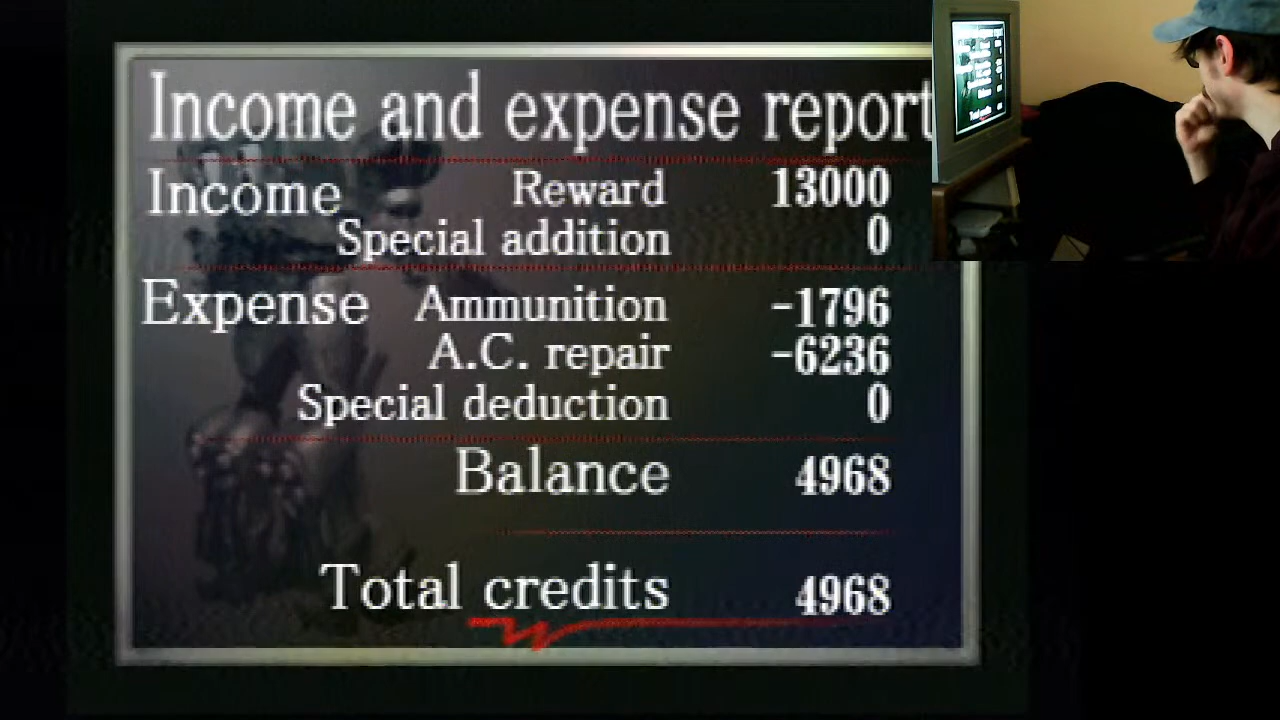 Income and expense report
Income Reward 13000
Special addition 0
Expense Ammunition -1796
A.C. repair -6236
Special deduction 0
Balance 4968
Total credits 4968